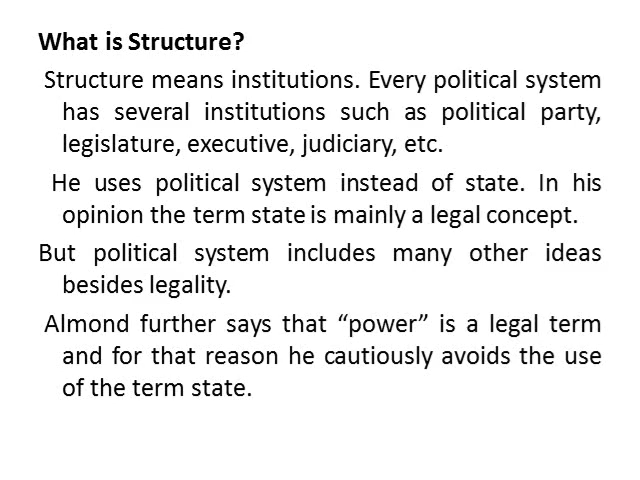 What is Structure?
Structure means institutions. Every political system
has several institutions such as political party,
legislature, executive, judiciary, etc.
He uses political system instead of state. In his
opinion the term state is mainly a legal concept.
But political system includes many other ideas
besides legality.
Almond further says that “power” is a legal term
and for that reason he cautiously avoids the use
of the term state.